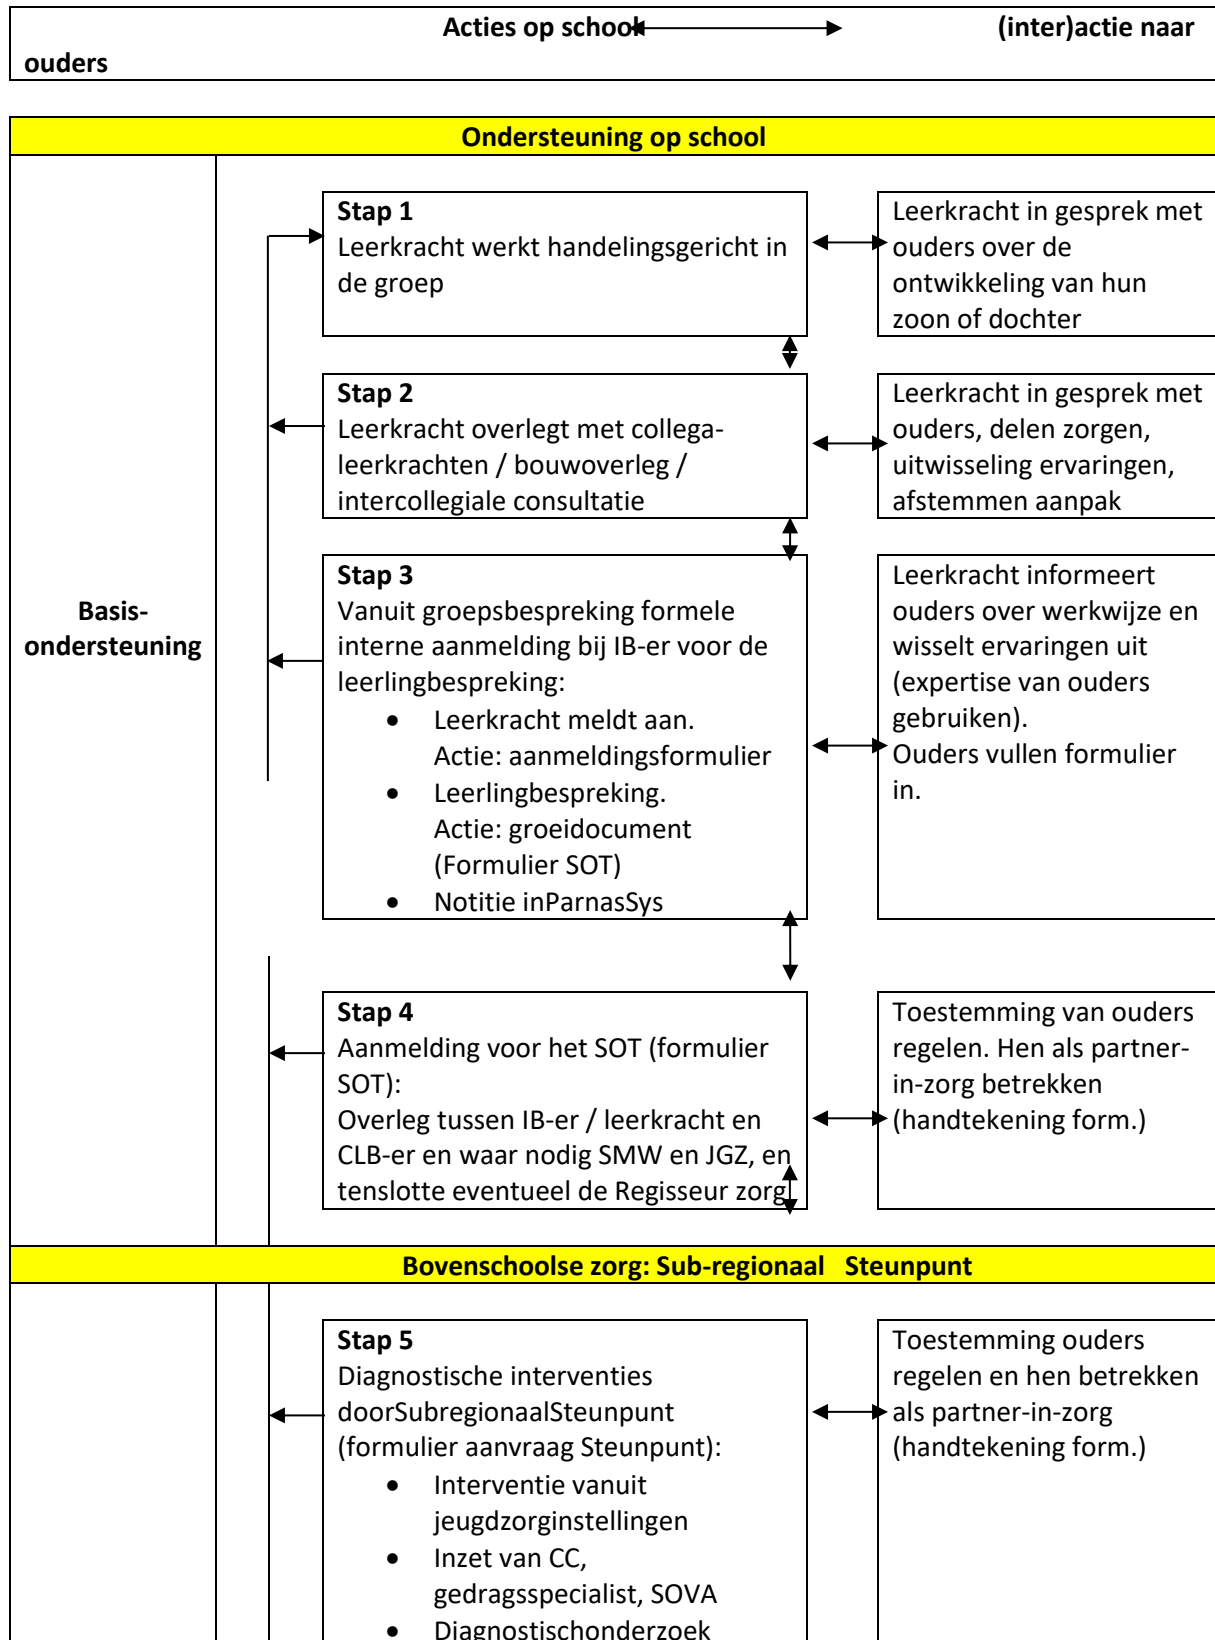 Acties op school (inter)actie naar
ouders
Ondersteuning op school
Basis-
ondersteuning
Stap 1
Leerkracht werkt handelingsgericht in
de groep
Leerkracht in gesprek met
ouders over de
ontwikkeling van hun
zoon of dochter
Stap 2
Leerkracht overlegt met collega-
leerkrachten / bouwoverleg /
intercollegiale consultatie
Leerkracht in gesprek met
ouders, delen zorgen,
uitwisseling ervaringen,
afstemmen aanpak
Stap 3
Vanuit groepsbespreking formele
interne aanmelding bij IB-er voor de
leerlingbespreking:
• Leerkracht meldt aan.
Actie: aanmeldingsformulier
• Leerlingbespreking.
Actie: groeidocument
(Formulier SOT)
• Notitie inParnasSys
Leerkracht informeert
ouders over werkwijze en
wisselt ervaringen uit
(expertise van ouders
gebruiken).
Ouders vullen formulier
in.
Stap 4
Aanmelding voor het SOT (formulier
SOT):
Overleg tussen IB-er / leerkracht en
CLB-er en waar nodig SMW en JGZ, en
tenslotte eventueel de Regisseur zorg
Toestemming van ouders
regelen. Hen als partner-
in-zorg betrekken
(handtekening form.)
Bovenschoolse zorg: Sub-regionaal Steunpunt
Stap 5
Diagnostische interventies
doorSubregionaalSteunpunt
(formulier aanvraag Steunpunt):
• Interventie vanuit
jeugdzorginstellingen
• Inzet van CC,
gedragsspecialist, SOVA
• Diagnostischonderzoek
Toestemming ouders
regelen en hen betrekken
als partner-in-zorg
(handtekening form.)